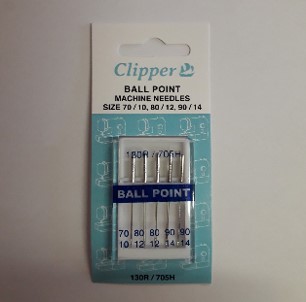 Clipper
BALL POINT
MACHINE NEEDLES
SIZE 70 / 10, 80 / 12, 90 / 14
130R / 705H
BALL POINT
70 80 80 90 90
10 12 12 14 14
130R / 705H